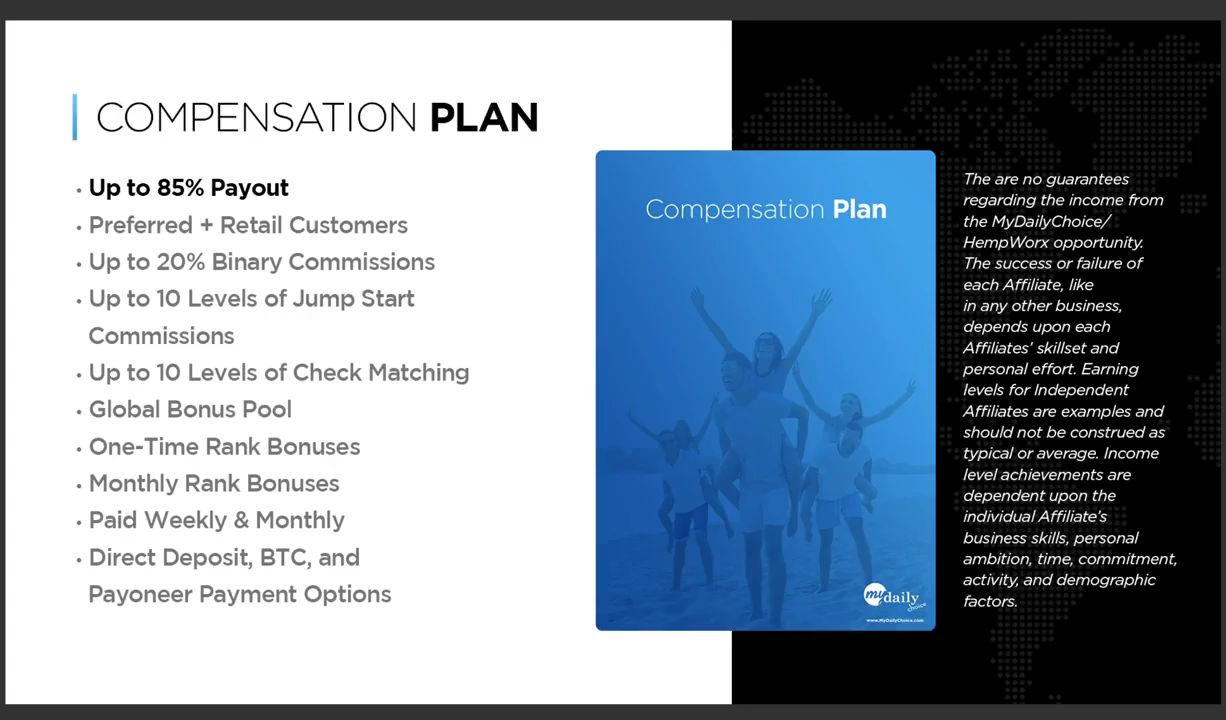 COMPENSATION PLAN
• Up to 85% Payout
• Preferred + Retail Customers
• Up to 20% Binary Commissions
• Up to 10 Levels of Jump Start
Commissions
• Up to 10 Levels of Check Matching
• Global Bonus Pool
• One-Time Rank Bonuses
• Monthly Rank Bonuses
• Paid Weekly & Monthly
• Direct Deposit, BTC, and
Payoneer Payment Options
Compensation Plan
my daily
choice
www.MyDailyChoice.com
The are no guarantees
regarding the income from
the MyDailyChoice/
HempWorx opportunity.
The success or failure of
each Affiliate, like
in any other business,
depends upon each
Affiliates’ skillset and
personal effort. Earning
levels for Independent
Affiliates are examples and
should not be construed as
typical or average. Income
level achievements are
dependent upon the
individual Affiliate’s
business skills, personal
ambition, time, commitment,
activity, and demographic
factors.